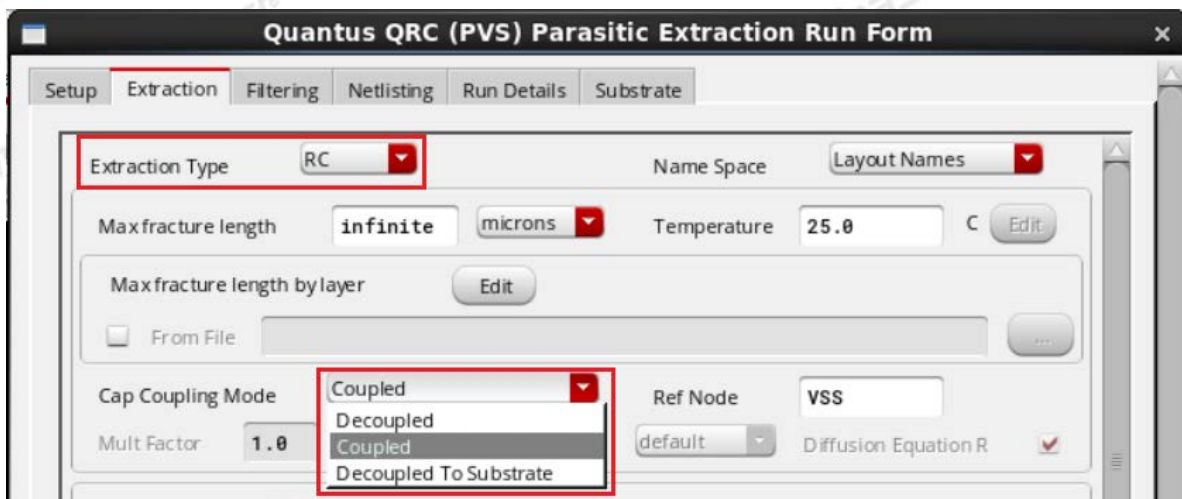 Quantus QRC (PVS) Parasitic Extraction Run Form
Setup Extraction Filtering Netlisting Run Details Substrate
Extraction Type RC Name Space Layout Names
Max fracture length infinite microns Temperature 25.0 C Edit
Max fracture length by layer Edit
From File ...
Cap Coupling Mode Coupled Ref Node VSS
Decoupled
Mult Factor 1.0 Coupled default Diffusion Equation R
Decoupled To Substrate